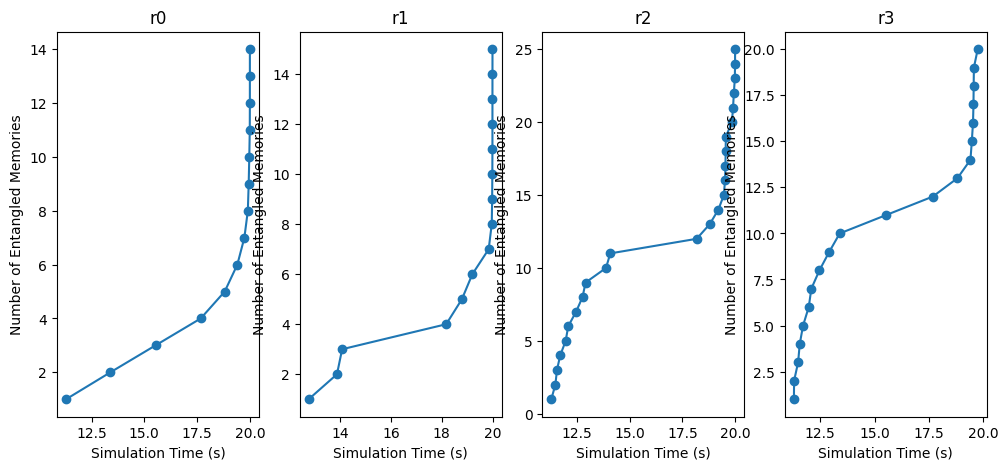 r0
r1
r2
r3
Number of Entangled Memories
14
12
10
8
6
4
2
12.5 15.0 17.5 20.0
Simulation Time (s)
Number of Entangled Memories
14
12
10
8
6
4
2
14 16 18 20
Simulation Time (s)
Number of Entangled Memories
25
20
15
10
5
0
12.5 15.0 17.5 20.0
Simulation Time (s)
Number of Entangled Memories
20.0
17.5
15.0
12.5
10.0
7.5
5.0
2.5
12.5 15.0 17.5 20.0
Simulation Time (s)